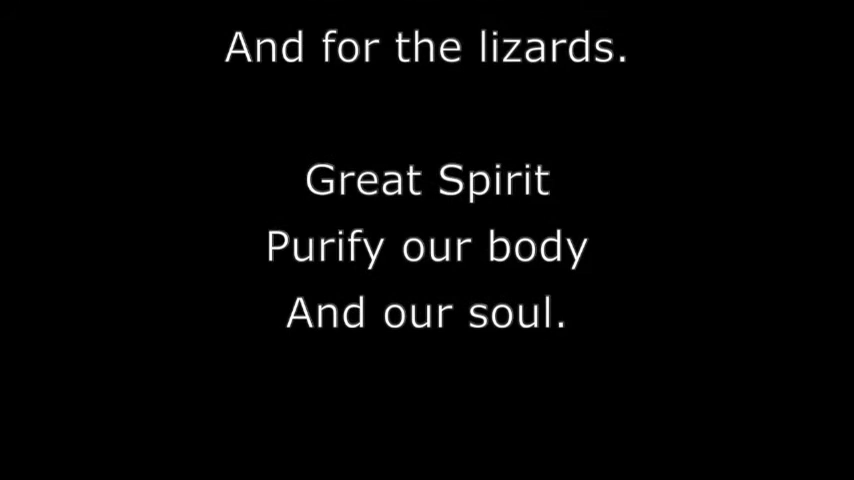 And for the lizards.
Great Spirit
Purify our body
And our soul.